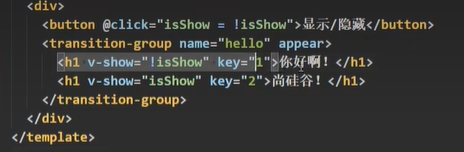 <div>
<button @click="isShow = !isShow">显示/隐藏</button>
<transition-group name="hello" appear>
<h1 v-show="!isShow" key="1">你好啊！</h1>
<h1 v-show="isShow" key="2">尚硅谷！</h1>
</transition-group>
</div>
</template>